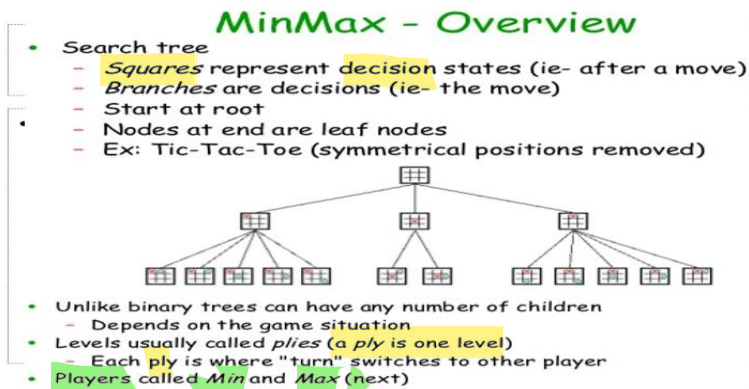 MinMax - Overview
• Search tree
- Squares represent decision states (ie- after a move)
- Branches are decisions (ie- the move)
- Start at root
- Nodes at end are leaf nodes
- Ex: Tic-Tac-Toe (symmetrical positions removed)
• Unlike binary trees can have any number of children
- Depends on the game situation
• Levels usually called plies (a ply is one level)
- Each ply is where "turn" switches to other player
• Players called Min and Max (next)